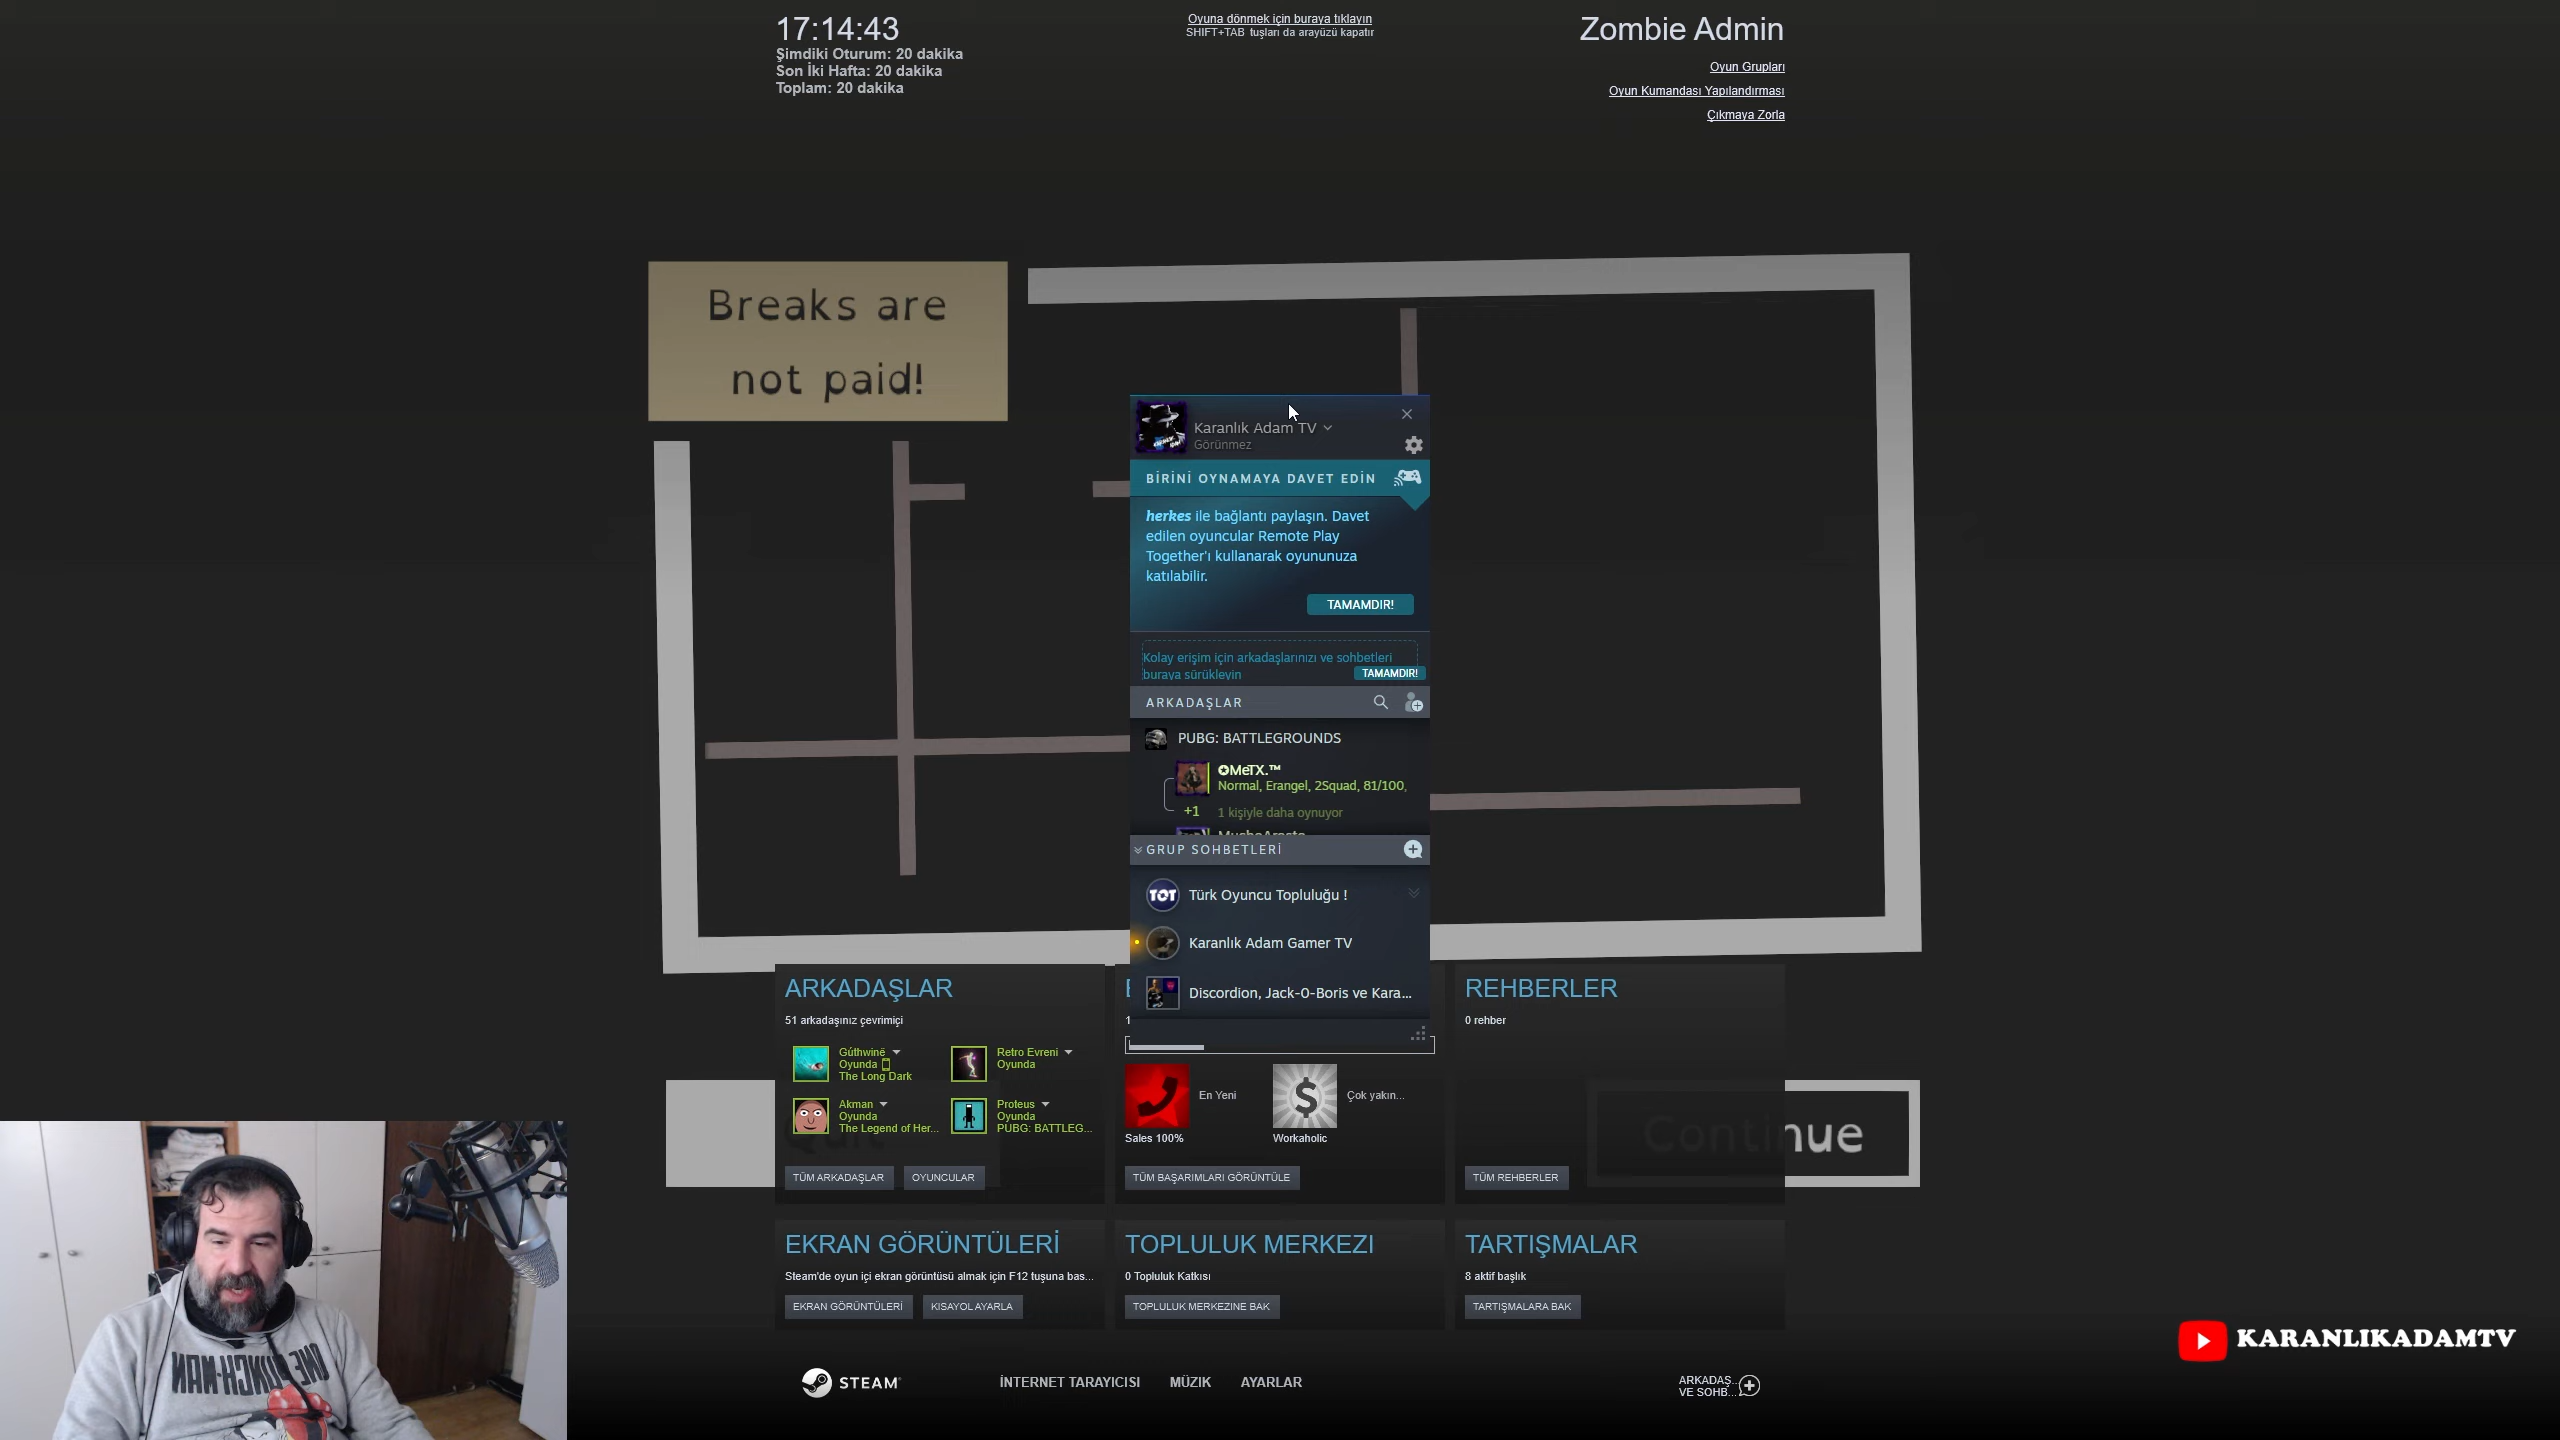 17:14:43
Şimdiki Oturum: 20 dakika
Son İki Hafta: 20 dakika
Toplam: 20 dakika
Oyuna dönmek için buraya tıklayın
SHIFT+TAB tuşları da arayüzü kapatır
Zombie Admin
Oyun Grupları
Oyun Kumandası Yapılandırması
Çıkmaya Zorla
Breaks are
not paid!
Karanlık Adam TV
Görünmez
BİRİNİ OYNAMAYA DAVET EDİN
herkes ile bağlantı paylaşın. Davet
edilen oyuncular Remote Play
Together'ı kullanarak oyununuza
katılabilir.
TAMAMDIR!
Kolay erişim için arkadaşlarınızı ve sohbetleri
buraya sürükleyin
TAMAMDIR!
ARKADAŞLAR
PUBG: BATTLEGROUNDS
✪MeTX.™
Normal, Erangel, 2Squad, 81/100,
+1 1 kişiyle daha oynuyor
GRUP SOHBETLERİ
TOT Türk Oyuncu Topluluğu !
Karanlık Adam Gamer TV
Discordion, Jack-O-Boris ve Kara...
ARKADAŞLAR
51 arkadaşınız çevrimiçi
Gúthwinë
Oyunda
The Long Dark
Retro Evreni
Oyunda
Akman
Oyunda
The Legend of Her...
Proteus
Oyunda
PUBG: BATTLEG...
TÜM ARKADAŞLAR
OYUNCULAR
1
En Yeni
Sales 100%
Çok yakın...
Workaholic
TÜM BAŞARIMLARI GÖRÜNTÜLE
REHBERLER
0 rehber
TÜM REHBERLER
Quit
Continue
EKRAN GÖRÜNTÜLERİ
Steam'de oyun içi ekran görüntüsü almak için F12 tuşuna bas...
EKRAN GÖRÜNTÜLERİ
KISAYOL AYARLA
TOPLULUK MERKEZI
0 Topluluk Katkısı
TOPLULUK MERKEZINE BAK
TARTIŞMALAR
8 aktif başlık
TARTIŞMALARA BAK
ONE PUNCH-MAN
KARANLIKADAMTV
STEAM
İNTERNET TARAYICISI
MÜZIK
AYARLAR
ARKADAŞ...
VE SOHB...